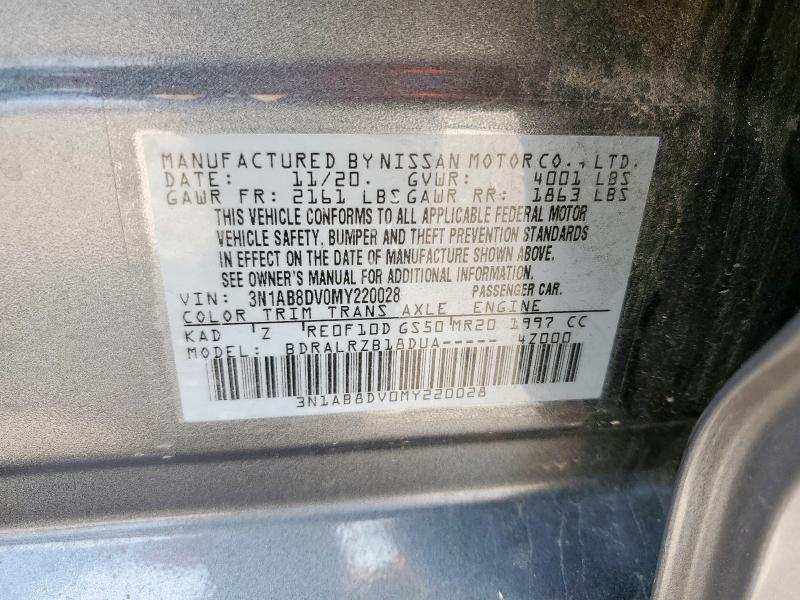 MANUFACTURED BY NISSAN MOTOR CO., LTD.
DATE: 11/20. GVWR: 4001 LBS
GAWR FR: 2161 LBS GAWR RR: 1863 LBS
THIS VEHICLE CONFORMS TO ALL APPLICABLE FEDERAL MOTOR
VEHICLE SAFETY, BUMPER AND THEFT PREVENTION STANDARDS
IN EFFECT ON THE DATE OF MANUFACTURE SHOWN ABOVE.
SEE OWNER'S MANUAL FOR ADDITIONAL INFORMATION.
VIN: 3N1AB8DV0MY220028 PASSENGER CAR.
COLOR TRIM TRANS AXLE ENGINE
KAD Z RE0F10D GS50 MR20 1997 CC
MODEL: BDRALRZB18DUA----- 4Z000
3N1AB8DV0MY220028